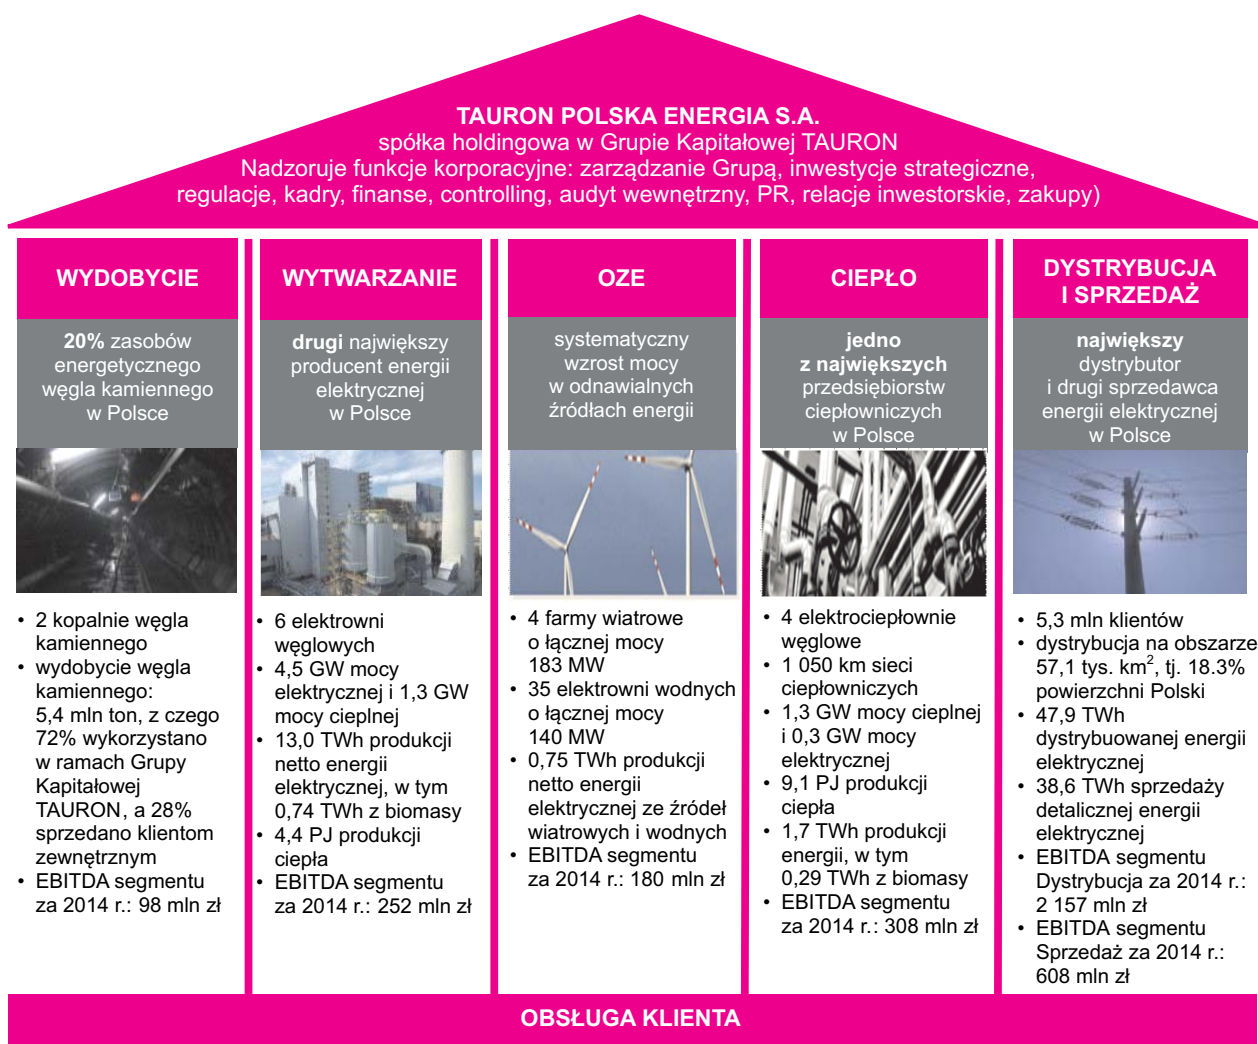 TAURON POLSKA ENERGIA S.A.
spółka holdingowa w Grupie Kapitałowej TAURON
Nadzoruje funkcje korporacyjne: zarządzanie Grupą, inwestycje strategiczne,
regulacje, kadry, finanse, controlling, audyt wewnętrzny, PR, relacje inwestorskie, zakupy)
WYDOBYCIE
20% zasobów
energetycznego
węgla kamiennego
w Polsce
• 2 kopalnie węgla
kamiennego
• wydobycie węgla
kamiennego:
5,4 mln ton, z czego
72% wykorzystano
w ramach Grupy
Kapitałowej
TAURON, a 28%
sprzedano klientom
zewnętrznym
• EBITDA segmentu
za 2014 r.: 98 mln zł
WYTWARZANIE
drugi największy
producent energii
elektrycznej
w Polsce
• 6 elektrowni
węglowych
• 4,5 GW mocy
elektrycznej i 1,3 GW
mocy cieplnej
• 13,0 TWh produkcji
netto energii
elektrycznej, w tym
0,74 TWh z biomasy
• 4,4 PJ produkcji
ciepła
• EBITDA segmentu
za 2014 r.: 252 mln zł
OZE
systematyczny
wzrost mocy
w odnawialnych
źródłach energii
• 4 farmy wiatrowe
o łącznej mocy
183 MW
• 35 elektrowni wodnych
o łącznej mocy
140 MW
• 0,75 TWh produkcji
netto energii
elektrycznej ze źródeł
wiatrowych i wodnych
• EBITDA segmentu
za 2014 r.: 180 mln zł
CIEPŁO
jedno
z największych
przedsiębiorstw
ciepłowniczych
w Polsce
• 4 elektrociepłownie
węglowe
• 1 050 km sieci
ciepłowniczych
• 1,3 GW mocy cieplnej
i 0,3 GW mocy
elektrycznej
• 9,1 PJ produkcji
ciepła
• 1,7 TWh produkcji
energii, w tym
0,29 TWh z biomasy
• EBITDA segmentu
za 2014 r.: 308 mln zł
DYSTRYBUCJA
I SPRZEDAŻ
największy
dystrybutor
i drugi sprzedawca
energii elektrycznej
w Polsce
• 5,3 mln klientów
• dystrybucja na obszarze
57,1 tys. km², tj. 18.3%
powierzchni Polski
• 47,9 TWh
dystrybuowanej energii
elektrycznej
• 38,6 TWh sprzedaży
detalicznej energii
elektrycznej
• EBITDA segmentu
Dystrybucja za 2014 r.:
2 157 mln zł
• EBITDA segmentu
Sprzedaż za 2014 r.:
608 mln zł
OBSŁUGA KLIENTA